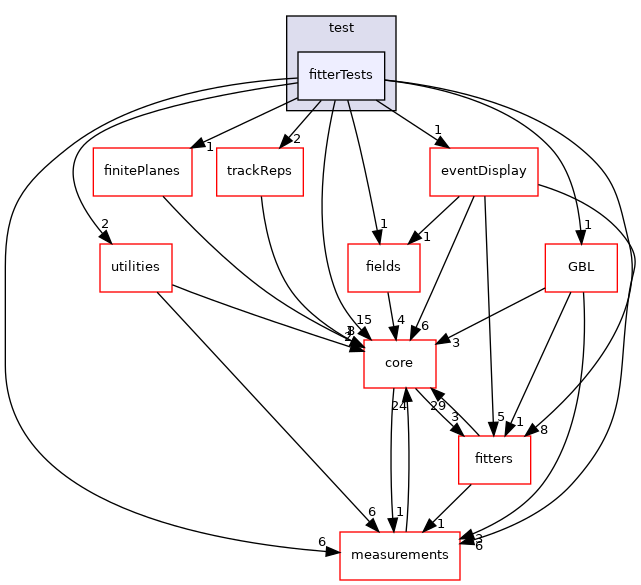 test
fitterTests
1
2
1
finitePlanes
trackReps
eventDisplay
2
1
1
1
utilities
fields
GBL
15
4
6
3
2
core
24
29
3
5
1
8
fitters
6
1
1
6
3
6
measurements